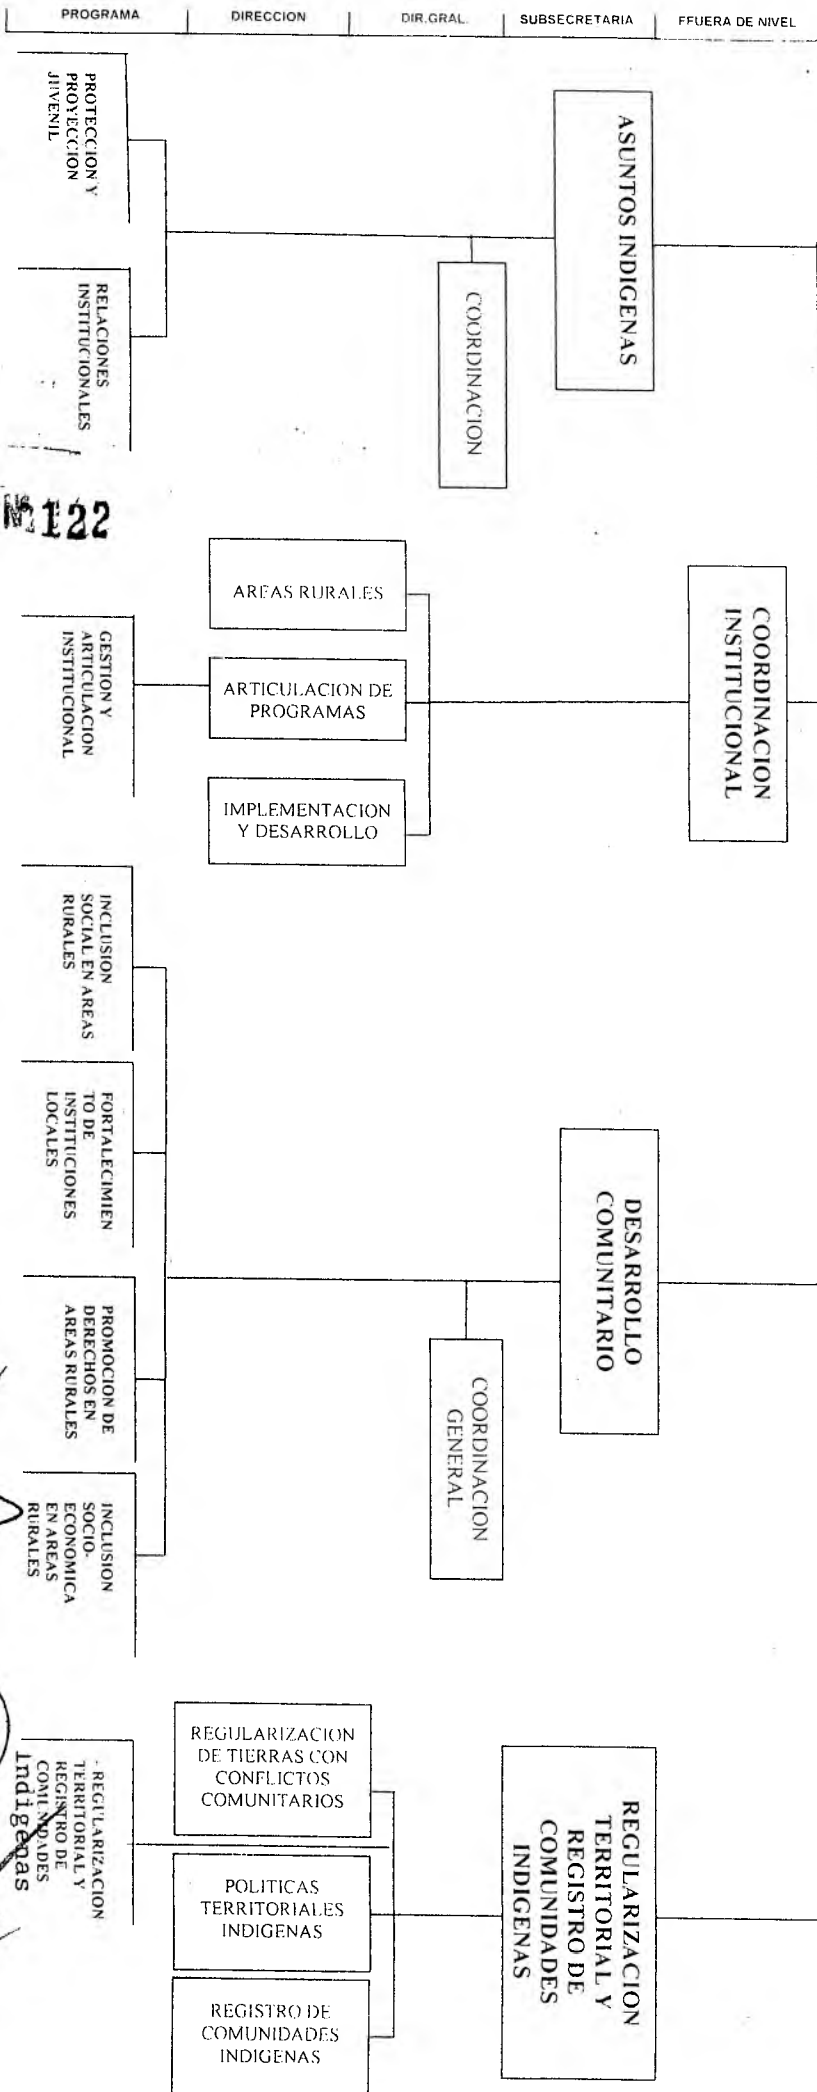 PROGRAMA
DIRECCION
DIR.GRAL.
SUBSECRETARIA
FFUERA DE NIVEL
ASUNTOS INDIGENAS
COORDINACION
PROTECCION Y
PROYECCION
JUVENIL
RELACIONES
INSTITUCIONALES
Nº 122
COORDINACION
INSTITUCIONAL
AREAS RURALES
ARTICULACION DE
PROGRAMAS
IMPLEMENTACION
Y DESARROLLO
GESTION Y
ARTICULACION
INSTITUCIONAL
DESARROLLO
COMUNITARIO
COORDINACION
GENERAL
INCLUSION
SOCIAL EN AREAS
RURALES
FORTALECIMIEN
TO DE
INSTITUCIONES
LOCALES
PROMOCION DE
DERECHOS EN
AREAS RURALES
INCLUSION
SOCIO-
ECONOMICA
EN AREAS
RURALES
REGULARIZACION
TERRITORIAL Y
REGISTRO DE
COMUNIDADES
INDIGENAS
REGULARIZACION
DE TIERRAS CON
CONFLICTOS
COMUNITARIOS
POLITICAS
TERRITORIALES
INDIGENAS
REGISTRO DE
COMUNIDADES
INDIGENAS
- REGULARIZACION
TERRITORIAL Y
REGISTRO DE
COMUNIDADES
Indigenas